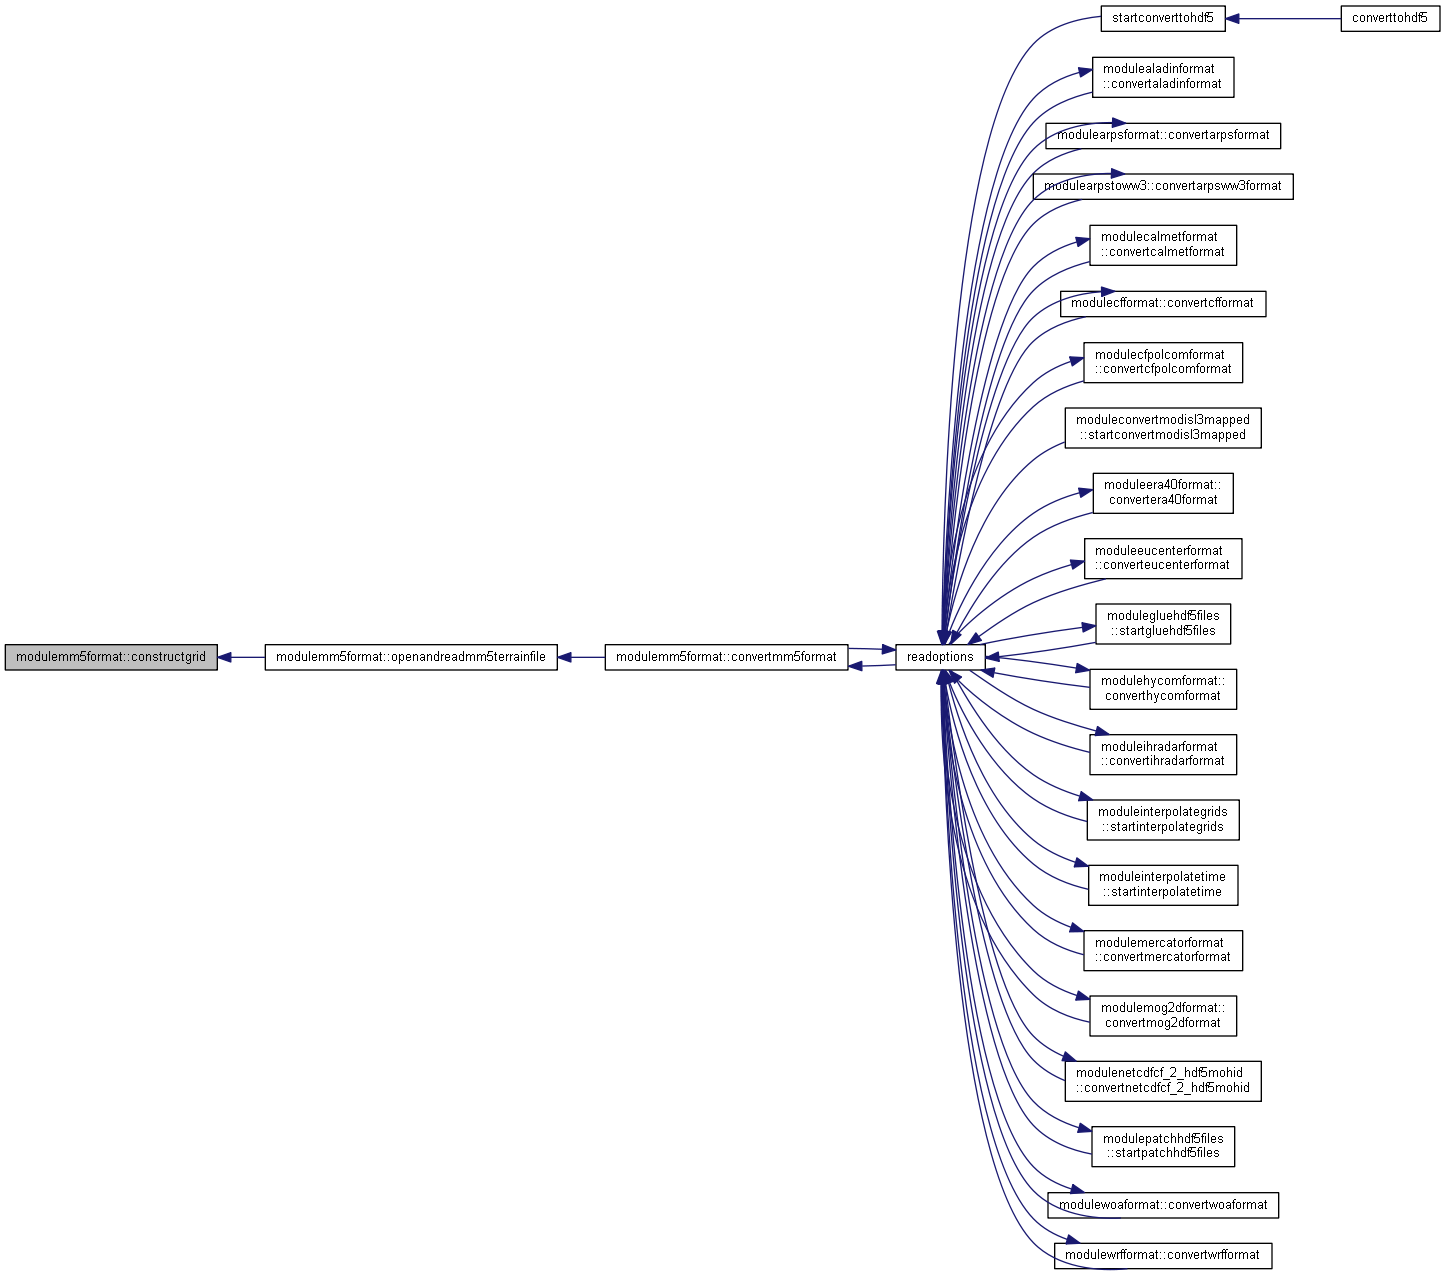 startconverttohdf5
converttohdf5
modulealadinformat
::convertaladinformat
modulearpsformat::convertarpsformat
modulearpstoww3::convertarpsww3format
modulecalmetformat
::convertcalmetformat
modulecfformat::convertcfformat
modulecfpolcomformat
::convertcfpolcomformat
moduleconvertmodisl3mapped
::startconvertmodisl3mapped
moduleera40format::
convertera40format
moduleeucenterformat
::converteucenterformat
modulegluehdf5files
::startgluehdf5files
modulemm5format::constructgrid
modulemm5format::openandreadmm5terrainfile
modulemm5format::convertmm5format
readoptions
modulehycomformat::
converthycomformat
moduleihradarformat
::convertihradarformat
moduleinterpolategrids
::startinterpolategrids
moduleinterpolatetime
::startinterpolatetime
modulemercatorformat
::convertmercatorformat
modulemog2dformat::
convertmog2dformat
modulenetcdfcf_2_hdf5mohid
::convertnetcdfcf_2_hdf5mohid
modulepatchhdf5files
::startpatchhdf5files
modulewoaformat::convertwoaformat
modulewrfformat::convertwrfformat